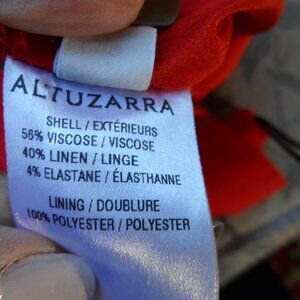 ALTUZARRA
SHELL / EXTÉRIEURS
56% VISCOSE / VISCOSE
40% LINEN / LINGE
4% ELASTANE / ÉLASTHANNE
LINING / DOUBLURE
100% POLYESTER / POLYESTER